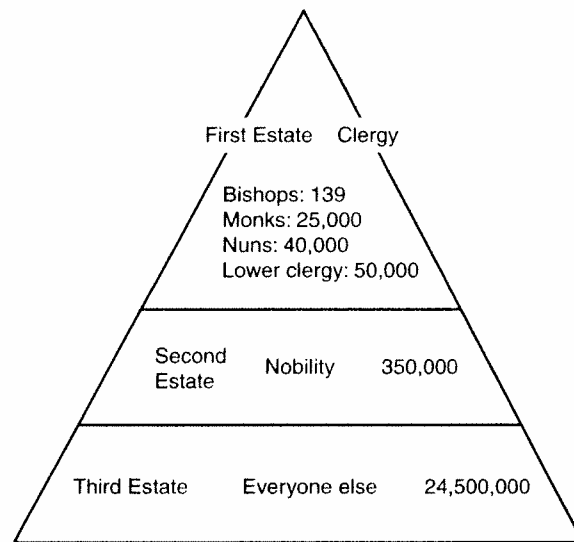 First Estate Clergy
Bishops: 139
Monks: 25,000
Nuns: 40,000
Lower clergy: 50,000
Second
Estate
Nobility
350,000
Third Estate Everyone else 24,500,000